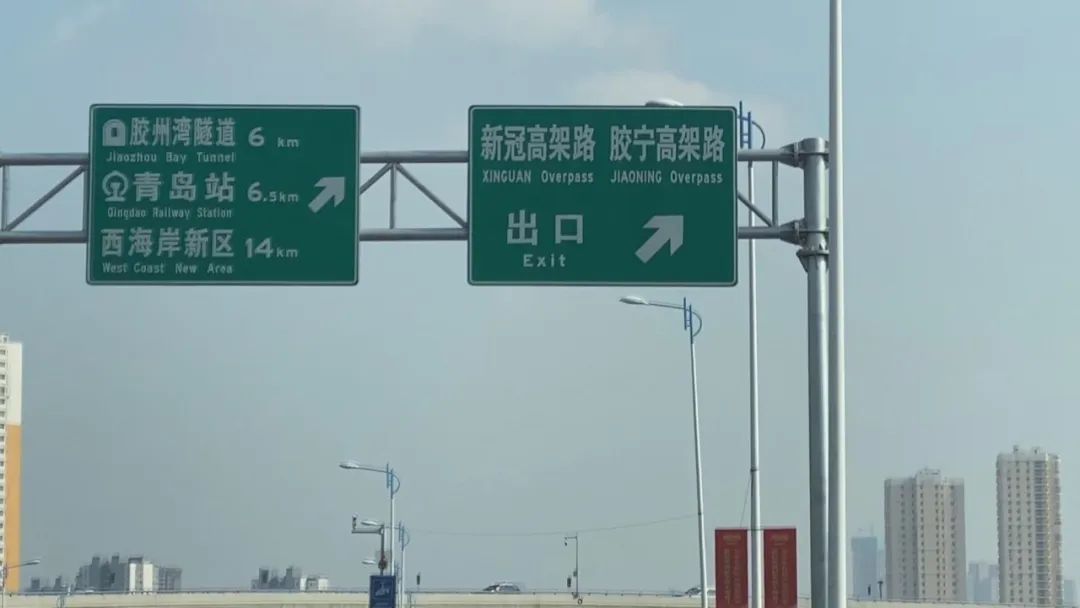 胶州湾隧道 6 km
Jiaozhou Bay Tunnel
青岛站 6.5km
Qingdao Railway Station
西海岸新区 14km
West Coast New Area
新冠高架路 胶宁高架路
XINGUAN Overpass JIAONING Overpass
出口
Exit